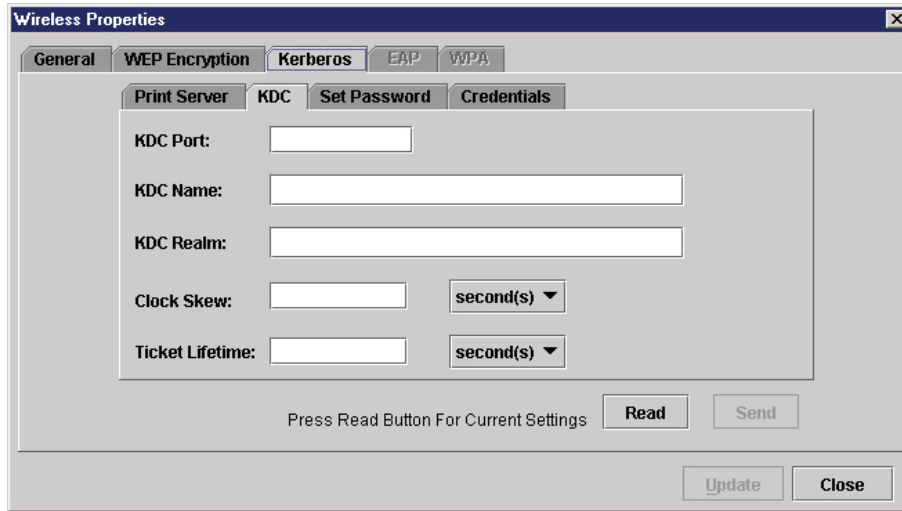 Wireless Properties
General WEP Encryption Kerberos EAP WPA
Print Server KDC Set Password Credentials
KDC Port:
KDC Name:
KDC Realm:
Clock Skew: second(s)
Ticket Lifetime: second(s)
Press Read Button For Current Settings Read Send
Update Close